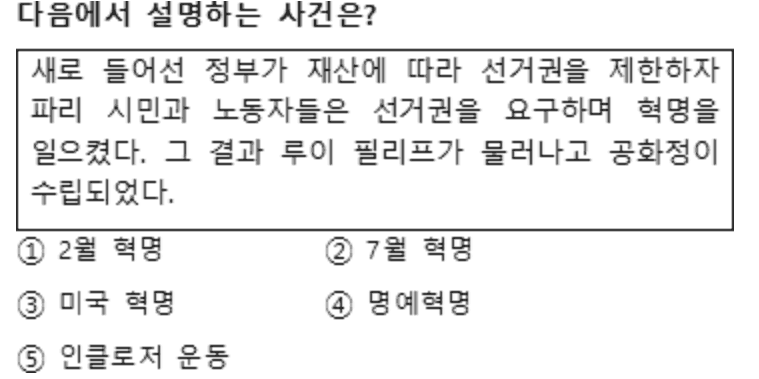 다음에서 설명하는 사건은?
새로 들어선 정부가 재산에 따라 선거권을 제한하자
파리 시민과 노동자들은 선거권을 요구하며 혁명을
일으켰다. 그 결과 루이 필리프가 물러나고 공화정이
수립되었다.
① 2월 혁명 ② 7월 혁명
③ 미국 혁명 ④ 명예혁명
⑤ 인클로저 운동